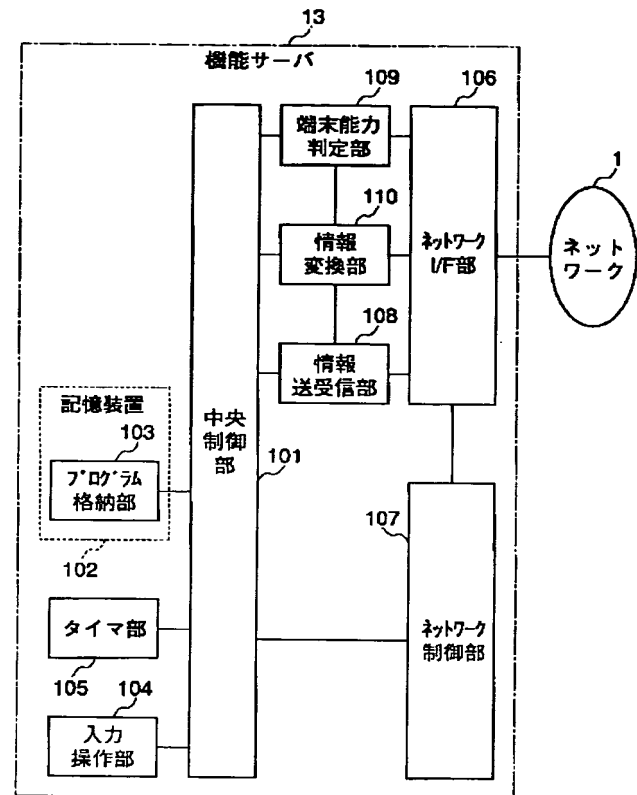 13
機能サーバ
109
端末能力
判定部
106
ネットワーク
I/F部
1
ネット
ワーク
110
情報
変換部
108
情報
送受信部
記憶装置
103
プログラム
格納部
102
中央
制御
部
101
107
ネットワーク
制御部
タイマ部
105
104
入力
操作部